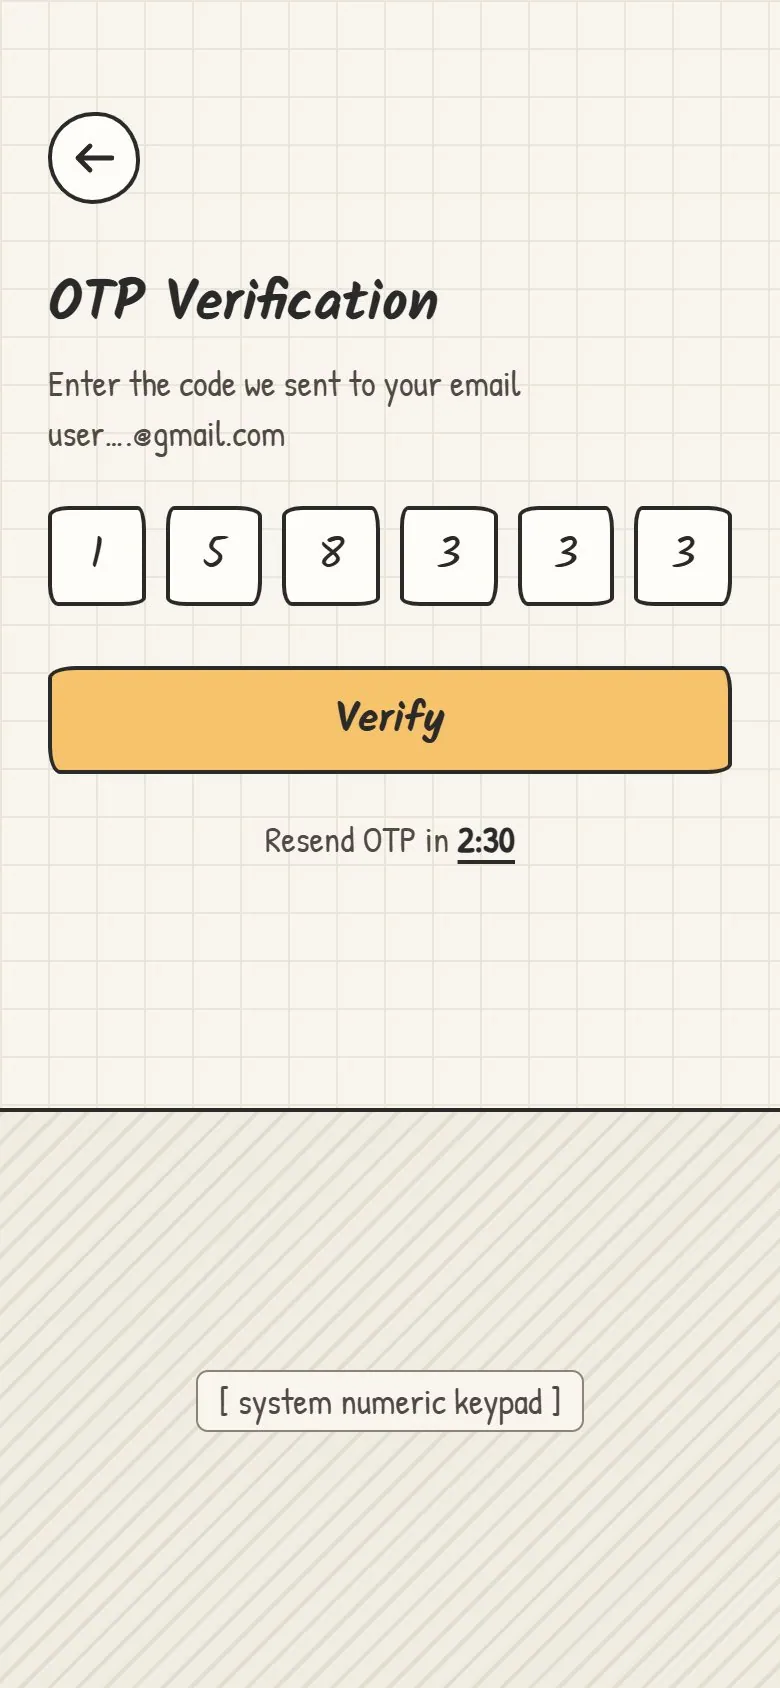 OTP Verification
Enter the code we sent to your email
user....@gmail.com
1 5 8 3 3 3
Verify
Resend OTP in 2:30
[ system numeric keypad ]